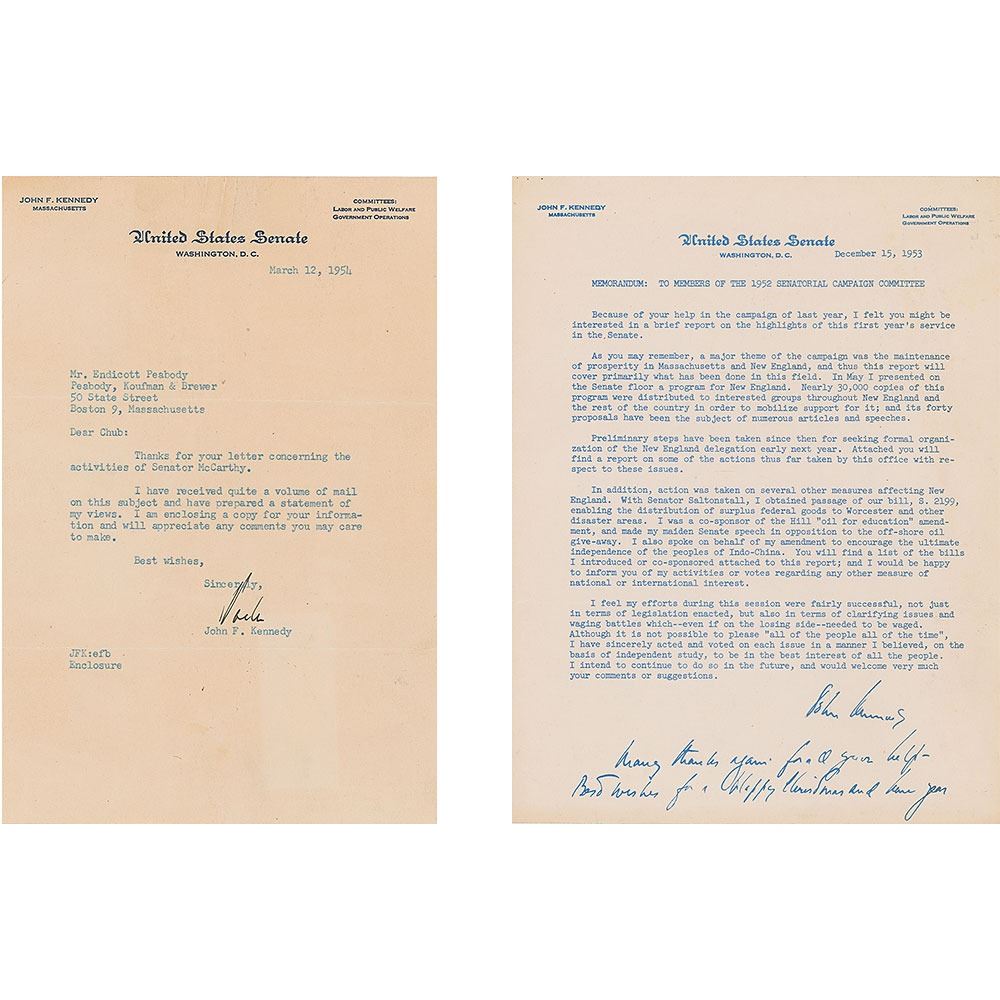 JOHN F. KENNEDY
MASSACHUSETTS
COMMITTEES:
LABOR AND PUBLIC WELFARE
GOVERNMENT OPERATIONS
United States Senate
WASHINGTON, D. C.
March 12, 1954
Mr. Endicott Peabody
Peabody, Koufman & Brewer
50 State Street
Boston 9, Massachusetts
Dear Chub:
Thanks for your letter concerning the
activities of Senator McCarthy.
I have received quite a volume of mail
on this subject and have prepared a statement of
my views. I am enclosing a copy for your informa-
tion and will appreciate any comments you may care
to make.
Best wishes,
Sincerely,
Jack
John F. Kennedy
JFK:efb
Enclosure
JOHN F. KENNEDY
MASSACHUSETTS
COMMITTEES:
LABOR AND PUBLIC WELFARE
GOVERNMENT OPERATIONS
United States Senate
WASHINGTON, D. C.
December 15, 1953
MEMORANDUM: TO MEMBERS OF THE 1952 SENATORIAL CAMPAIGN COMMITTEE
Because of your help in the campaign of last year, I felt you might be
interested in a brief report on the highlights of this first year's service
in the Senate.
As you may remember, a major theme of the campaign was the maintenance
of prosperity in Massachusetts and New England, and thus this report will
cover primarily what has been done in this field. In May I presented on
the Senate floor a program for New England. Nearly 30,000 copies of this
program were distributed to interested groups throughout New England and
the rest of the country in order to mobilize support for it; and its forty
proposals have been the subject of numerous articles and speeches.
Preliminary steps have been taken since then for seeking formal organi-
zation of the New England delegation early next year. Attached you will
find a report on some of the actions thus far taken by this office with re-
spect to these issues.
In addition, action was taken on several other measures affecting New
England. With Senator Saltonstall, I obtained passage of our bill, S. 2199,
enabling the distribution of surplus federal goods to Worcester and other
disaster areas. I was a co-sponsor of the Hill "oil for education" amend-
ment, and made my maiden Senate speech in opposition to the off-shore oil
give-away. I also spoke on behalf of my amendment to encourage the ultimate
independence of the peoples of Indo-China. You will find a list of the bills
I introduced or co-sponsored attached to this report; and I would be happy
to inform you of my activities or votes regarding any other measure of
national or international interest.
I feel my efforts during this session were fairly successful, not just
in terms of legislation enacted, but also in terms of clarifying issues and
waging battles which--even if on the losing side--needed to be waged.
Although it is not possible to please "all of the people all of the time",
I have sincerely acted and voted on each issue in a manner I believed, on the
basis of independent study, to be in the best interest of all the people.
I intend to continue to do so in the future, and would welcome very much
your comments or suggestions.
John Kennedy
Many thanks again for all your help-
Best wishes for a Happy Christmas and New Year